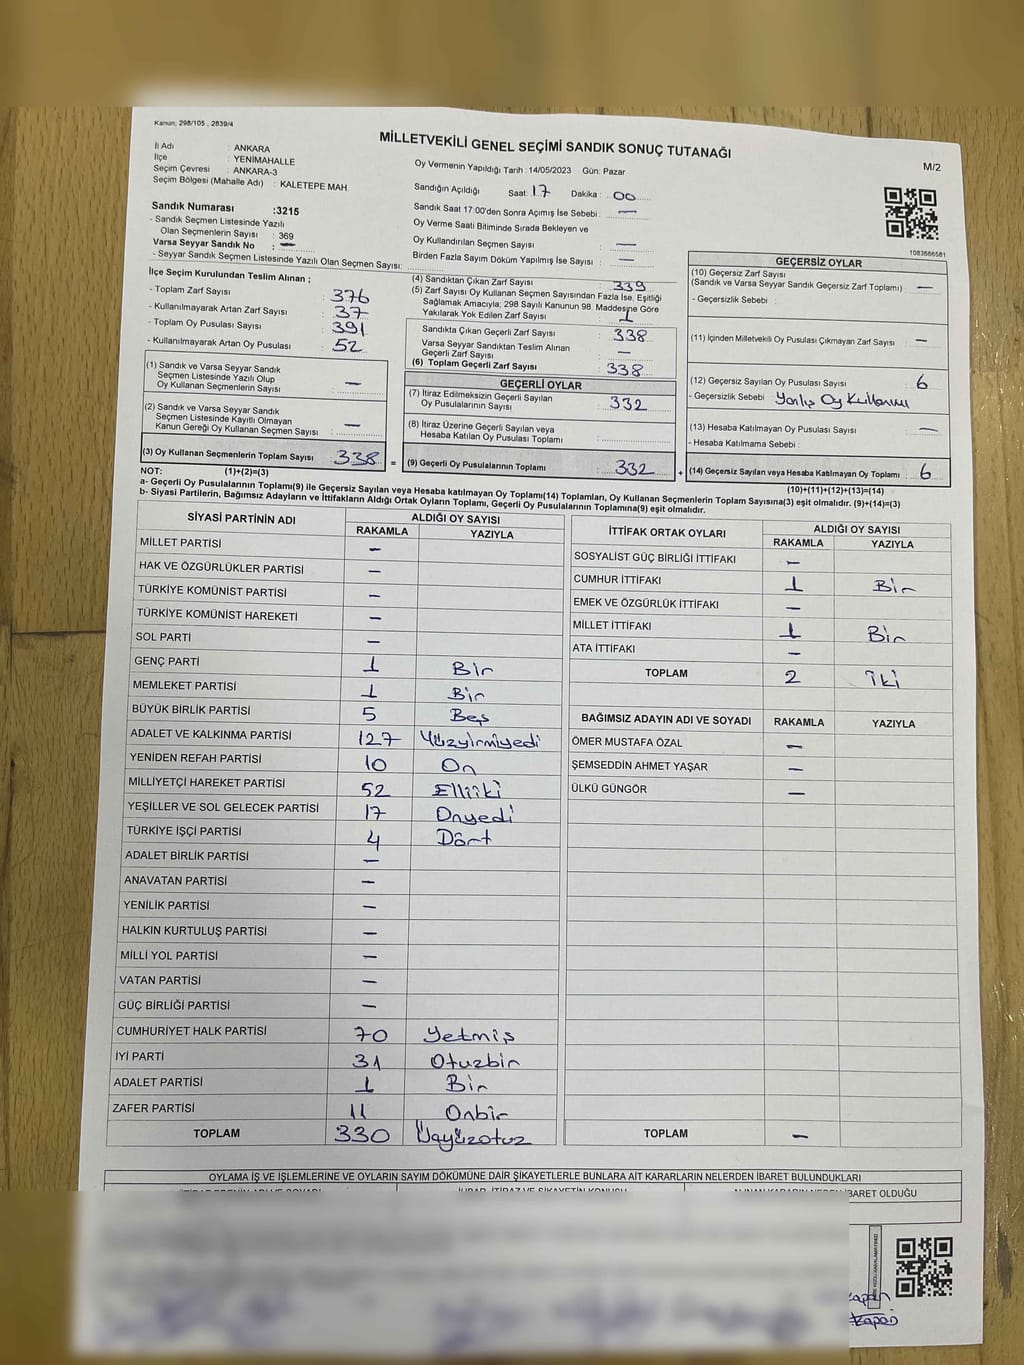 Kanun; 298/105 , 2839/4
MİLLETVEKİLİ GENEL SEÇİMİ SANDIK SONUÇ TUTANAĞI
M/2
İl Adı : ANKARA
İlçe : YENİMAHALLE
Seçim Çevresi : ANKARA-3
Seçim Bölgesi (Mahalle Adı) : KALETEPE MAH
Sandık Numarası :3215
- Sandık Seçmen Listesinde Yazılı
Olan Seçmenlerin Sayısı : 369
Varsa Seyyar Sandık No : —
- Seyyar Sandık Seçmen Listesinde Yazılı Olan Seçmen Sayısı:
Oy Vermenin Yapıldığı Tarih :14/05/2023 Gün: Pazar
Sandığın Açıldığı Saat: 17 Dakika : 00
Sandık Saat 17:00'den Sonra Açımış İse Sebebi : —
Oy Verme Saati Bitiminde Sırada Bekleyen ve
Oy Kullandırılan Seçmen Sayısı : —
Birden Fazla Sayım Döküm Yapılmış İse Sayısı : —
1083586581
İlçe Seçim Kurulundan Teslim Alınan ;
- Toplam Zarf Sayısı : 376
- Kullanılmayarak Artan Zarf Sayısı : 37
- Toplam Oy Pusulası Sayısı : 391
- Kullanılmayarak Artan Oy Pusulası : 52
(1) Sandık ve Varsa Seyyar Sandık
Seçmen Listesinde Yazılı Olup
Oy Kullanan Seçmenlerin Sayısı : —
(2) Sandık ve Varsa Seyyar Sandık
Seçmen Listesinde Kayıtlı Olmayan
Kanun Gereği Oy Kullanan Seçmen Sayısı : —
(3) Oy Kullanan Seçmenlerin Toplam Sayısı : 338
(4) Sandıktan Çıkan Zarf Sayısı : 339
(5) Zarf Sayısı Oy Kullanan Seçmen Sayısından Fazla İse, Eşitliği
Sağlamak Amacıyla; 298 Sayılı Kanunun 98. Maddesine Göre
Yakılarak Yok Edilen Zarf Sayısı : 1
Sandıkta Çıkan Geçerli Zarf Sayısı : 338
Varsa Seyyar Sandıktan Teslim Alınan
Geçerli Zarf Sayısı : —
(6) Toplam Geçerli Zarf Sayısı : 338
GEÇERLİ OYLAR
(7) İtiraz Edilmeksizin Geçerli Sayılan
Oy Pusulalarının Sayısı : 332
(8) İtiraz Üzerine Geçerli Sayılan veya
Hesaba Katılan Oy Pusulası Toplamı :
= (9) Geçerli Oy Pusulalarının Toplamı : 332
GEÇERSİZ OYLAR
(10) Geçersiz Zarf Sayısı
(Sandık ve Varsa Seyyar Sandık Geçersiz Zarf Toplamı) : —
- Geçersizlik Sebebi :
(11) İçinden Milletvekili Oy Pusulası Çıkmayan Zarf Sayısı : —
(12) Geçersiz Sayılan Oy Pusulası Sayısı : 6
- Geçersizlik Sebebi : Yanlış Oy Kullanımı
(13) Hesaba Katılmayan Oy Pusulası Sayısı : —
- Hesaba Katılmama Sebebi :
+ (14) Geçersiz Sayılan veya Hesaba Katılmayan Oy Toplamı : 6
NOT: (1)+(2)=(3)
(10)+(11)+(12)+(13)=(14)
a- Geçerli Oy Pusulalarının Toplamı(9) ile Geçersiz Sayılan veya Hesaba katılmayan Oy Toplamı(14) Toplamları, Oy Kullanan Seçmenlerin Toplam Sayısına(3) eşit olmalıdır. (9)+(14)=(3)
b- Siyasi Partilerin, Bağımsız Adayların ve İttifakların Aldığı Ortak Oyların Toplamı, Geçerli Oy Pusulalarının Toplamına(9) eşit olmalıdır.
SİYASİ PARTİNİN ADI ALDIĞI OY SAYISI
RAKAMLA YAZIYLA
MİLLET PARTİSİ —
HAK VE ÖZGÜRLÜKLER PARTİSİ —
TÜRKİYE KOMÜNİST PARTİSİ —
TÜRKİYE KOMÜNİST HAREKETİ —
SOL PARTİ —
GENÇ PARTİ 1 Bir
MEMLEKET PARTİSİ 1 Bir
BÜYÜK BİRLİK PARTİSİ 5 Beş
ADALET VE KALKINMA PARTİSİ 127 Yüzyirmiyedi
YENİDEN REFAH PARTİSİ 10 On
MİLLİYETÇİ HAREKET PARTİSİ 52 Elliiki
YEŞİLLER VE SOL GELECEK PARTİSİ 17 Onyedi
TÜRKİYE İŞÇİ PARTİSİ 4 Dört
ADALET BİRLİK PARTİSİ —
ANAVATAN PARTİSİ —
YENİLİK PARTİSİ —
HALKIN KURTULUŞ PARTİSİ —
MİLLİ YOL PARTİSİ —
VATAN PARTİSİ —
GÜÇ BİRLİĞİ PARTİSİ —
CUMHURİYET HALK PARTİSİ 70 Yetmiş
İYİ PARTİ 31 Otuzbir
ADALET PARTİSİ 1 Bir
ZAFER PARTİSİ 11 Onbir
TOPLAM 330 Üçyüzotuz
İTTİFAK ORTAK OYLARI ALDIĞI OY SAYISI
RAKAMLA YAZIYLA
SOSYALİST GÜÇ BİRLİĞİ İTTİFAKI —
CUMHUR İTTİFAKI 1 Bir
EMEK VE ÖZGÜRLÜK İTTİFAKI —
MİLLET İTTİFAKI 1 Bir
ATA İTTİFAKI —
TOPLAM 2 İki
BAĞIMSIZ ADAYIN ADI VE SOYADI RAKAMLA YAZIYLA
ÖMER MUSTAFA ÖZAL —
ŞEMSEDDİN AHMET YAŞAR —
ÜLKÜ GÜNGÖR —
TOPLAM —
OYLAMA İŞ VE İŞLEMLERİNE VE OYLARIN SAYIM DÖKÜMÜNE DAİR ŞİKAYETLERLE BUNLARA AİT KARARLARIN NELERDEN İBARET BULUNDUKLARI
İBARET OLDUĞU